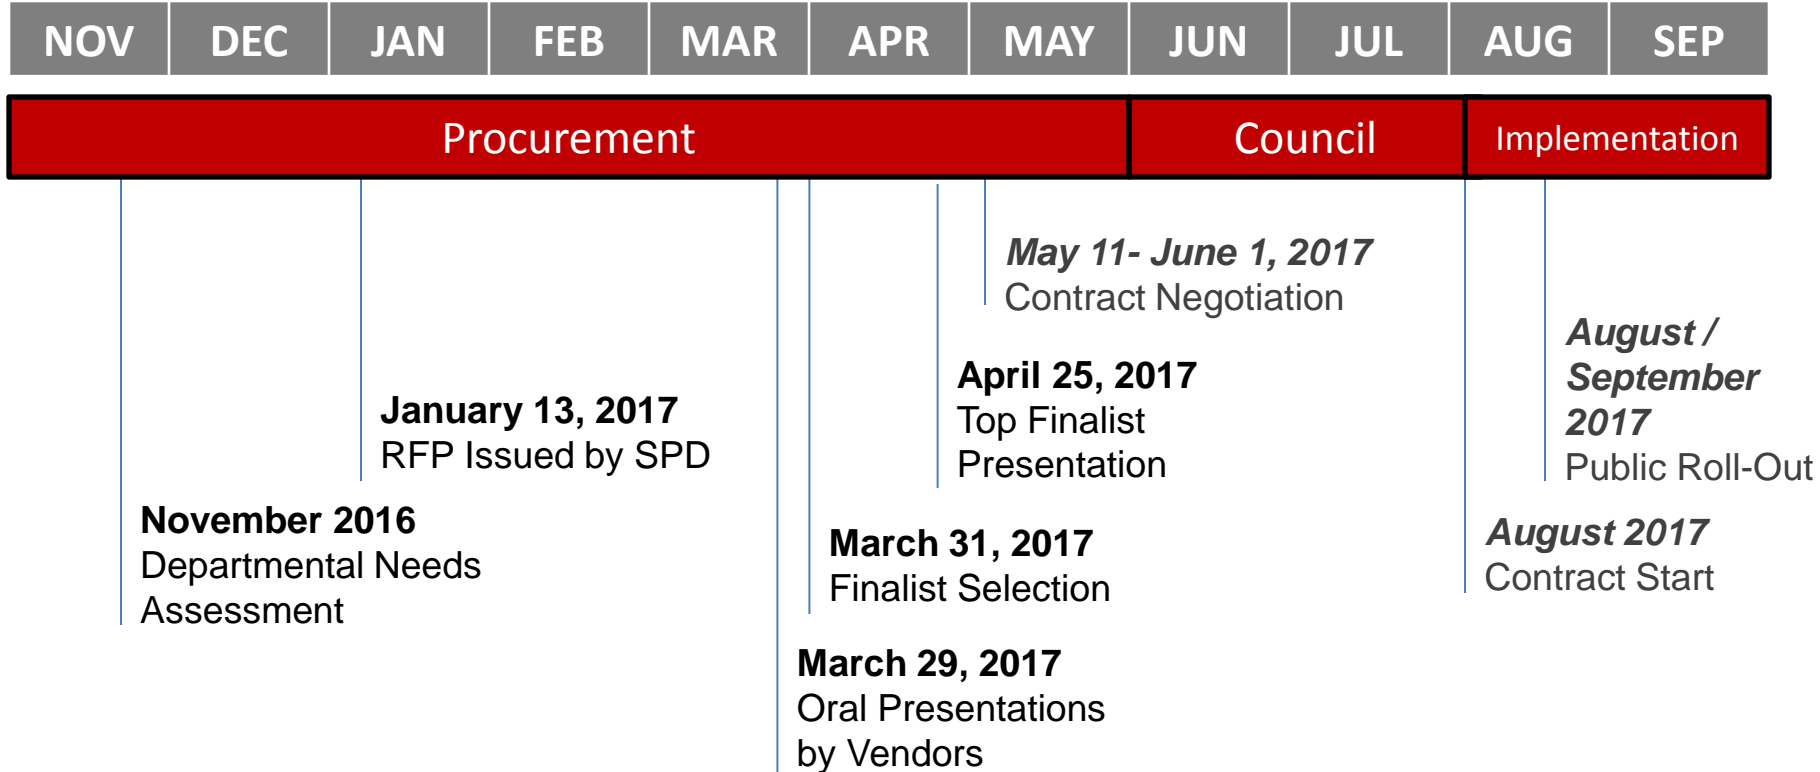 NOV DEC JAN FEB MAR APR MAY JUN JUL AUG SEP
Procurement Council Implementation
May 11- June 1, 2017
Contract Negotiation
August /
September
2017
Public Roll-Out
April 25, 2017
Top Finalist
Presentation
January 13, 2017
RFP Issued by SPD
November 2016
Departmental Needs
Assessment
March 31, 2017
Finalist Selection
August 2017
Contract Start
March 29, 2017
Oral Presentations
by Vendors